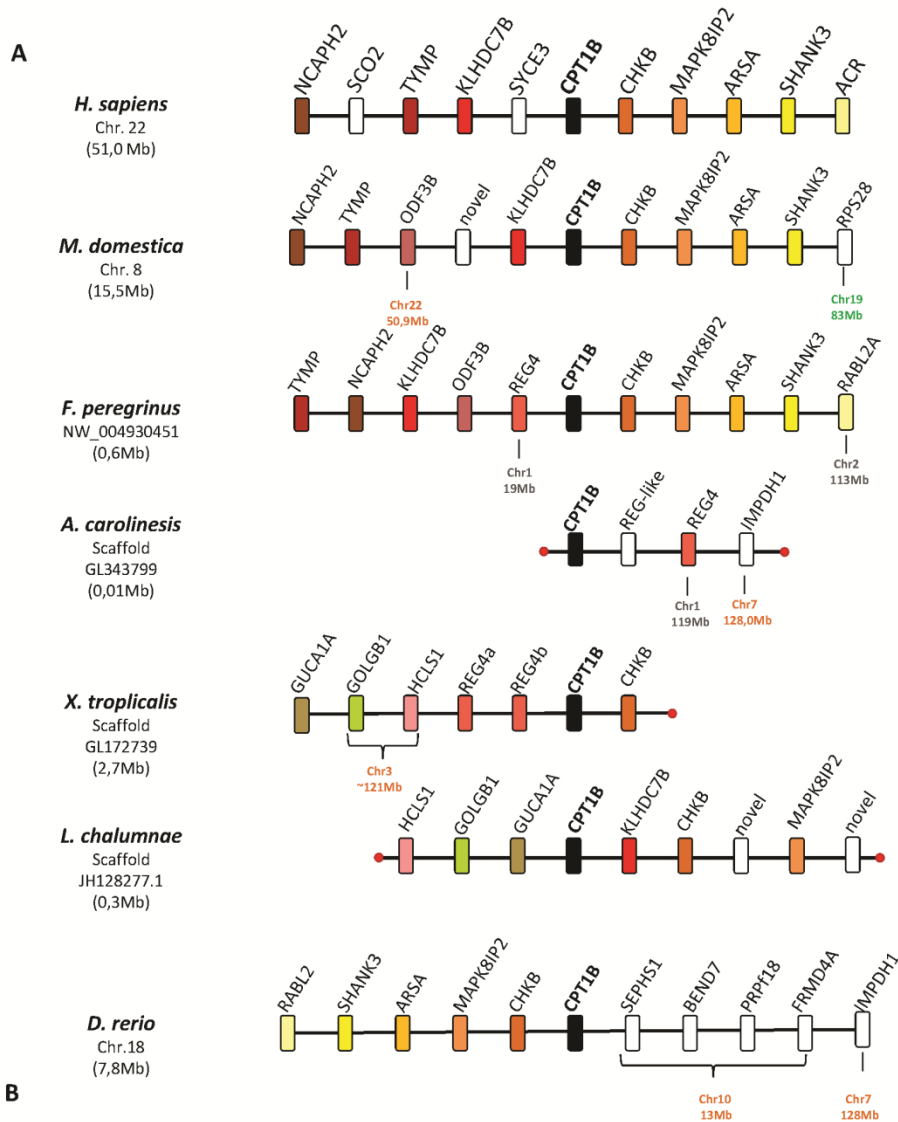 A
NCAPH2 SCO2 TYMP KLHDC7B SYCE3 CPT1B CHKB MAPK8IP2 ARSA SHANK3 ACR
H. sapiens
Chr. 22
(51,0 Mb)
NCAPH2 TYMP ODF3B novel KLHDC7B CPT1B CHKB MAPK8IP2 ARSA SHANK3 RPS28
M. domestica
Chr. 8
(15,5Mb)
Chr22 Chr19
50,9Mb 83Mb
TYMP NCAPH2 KLHDC7B ODF3B REG4 CPT1B CHKB MAPK8IP2 ARSA SHANK3 RABL2A
F. peregrinus
NW_004930451
(0,6Mb)
Chr1 Chr2
19Mb 113Mb
CPT1B REG-like REG4 IMPDH1
A. carolinesis
Scaffold
GL343799
(0,01Mb)
Chr1 Chr7
119Mb 128,0Mb
GUCA1A GOLGB1 HCLS1 REG4a REG4b CPT1B CHKB
X. troplicalis
Scaffold
GL172739
(2,7Mb)
Chr3
~121Mb
HCLS1 GOLGB1 GUCA1A CPT1B KLHDC7B CHKB novel MAPK8IP2 novel
L. chalumnae
Scaffold
JH128277.1
(0,3Mb)
RABL2 SHANK3 ARSA MAPK8IP2 CHKB CPT1B SEPHS1 BEND7 PRPf18 FRMD4A IMPDH1
D. rerio
Chr.18
(7,8Mb)
Chr10 Chr7
13Mb 128Mb
B